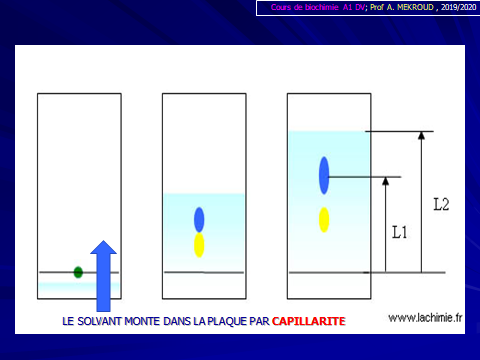 Cours de biochimie A1 DV; Prof A. MEKROUD , 2019/2020
L2
L1
www.lachimie.fr
LE SOLVANT MONTE DANS LA PLAQUE PAR CAPILLARITE